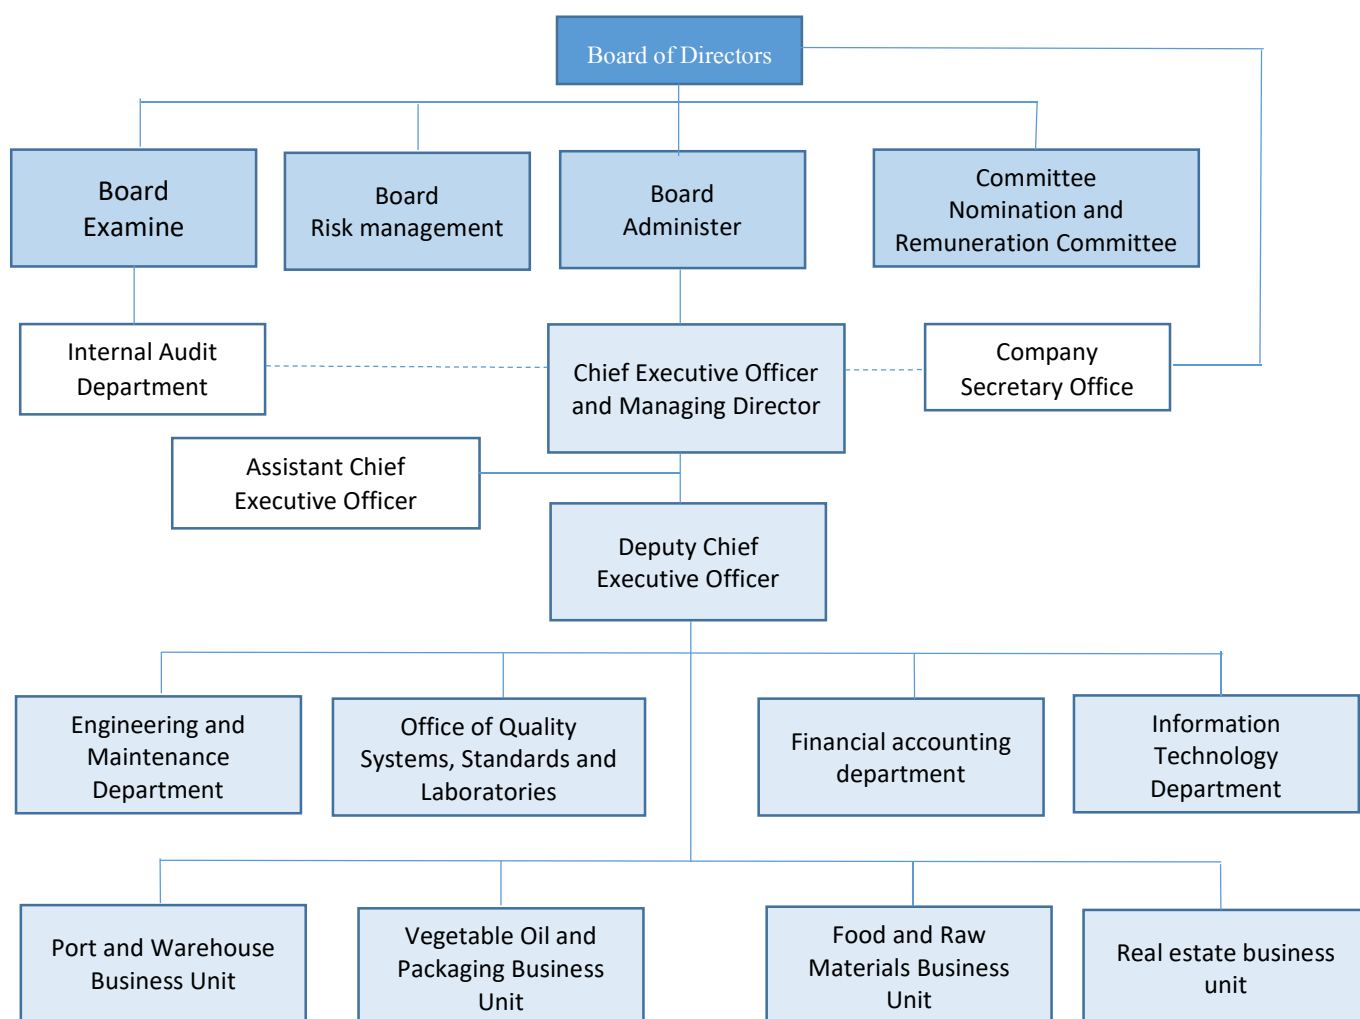 Board of Directors
Board
Examine
Board
Risk management
Board
Administer
Committee
Nomination and
Remuneration Committee
Internal Audit
Department
Chief Executive Officer
and Managing Director
Company
Secretary Office
Assistant Chief
Executive Officer
Deputy Chief
Executive Officer
Engineering and
Maintenance
Department
Office of Quality
Systems, Standards and
Laboratories
Financial accounting
department
Information
Technology
Department
Port and Warehouse
Business Unit
Vegetable Oil and
Packaging Business
Unit
Food and Raw
Materials Business
Unit
Real estate business
unit